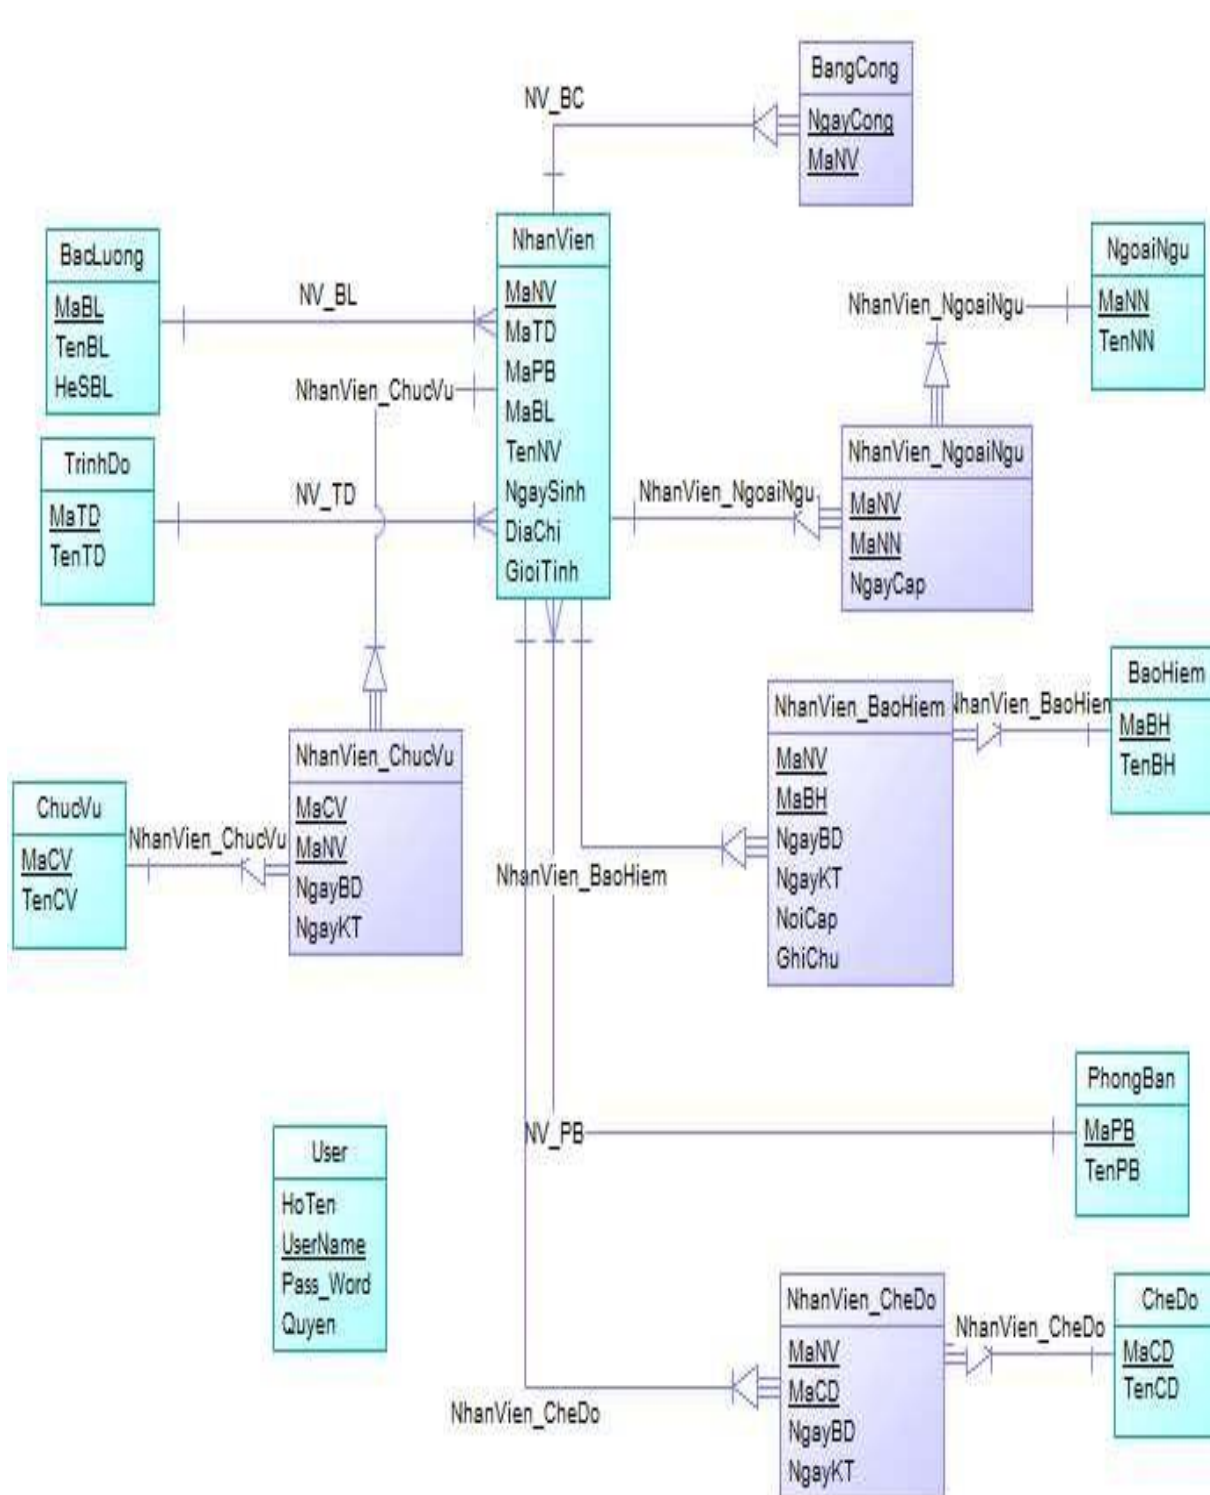 BangCong
NgayCong
MaNV
NV_BC
NhanVien
MaNV
MaTD
MaPB
MaBL
TenNV
NgaySinh
DiaChi
GioiTinh
BacLuong
MaBL
TenBL
HeSBL
NV_BL
NgoaiNgu
MaNN
TenNN
NhanVien_NgoaiNgu
NhanVien_ChucVu
TrinhDo
MaTD
TenTD
NV_TD
NhanVien_NgoaiNgu
NhanVien_NgoaiNgu
MaNV
MaNN
NgayCap
BaoHiem
MaBH
TenBH
NhanVien_BaoHien
NhanVien_BaoHiem
MaNV
MaBH
NgayBD
NgayKT
NoiCap
GhiChu
NhanVien_ChucVu
MaCV
MaNV
NgayBD
NgayKT
ChucVu
MaCV
TenCV
NhanVien_ChucVu
NhanVien_BaoHiem
PhongBan
MaPB
TenPB
NV_PB
User
HoTen
UserName
Pass_Word
Quyen
NhanVien_CheDo
MaNV
MaCD
NgayBD
NgayKT
NhanVien_CheDo
CheDo
MaCD
TenCD
NhanVien_CheDo